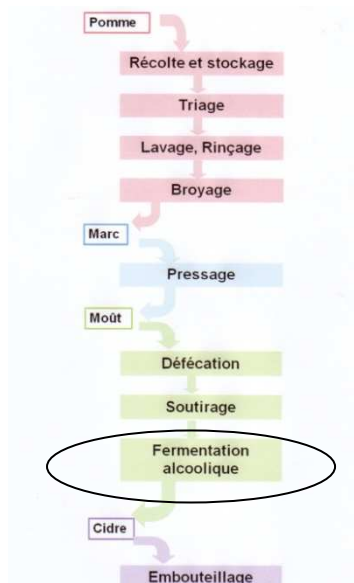 Pomme
Récolte et stockage
Triage
Lavage, Rinçage
Broyage
Marc
Pressage
Moût
Défécation
Soutirage
Fermentation
alcoolique
Cidre
Embouteillage